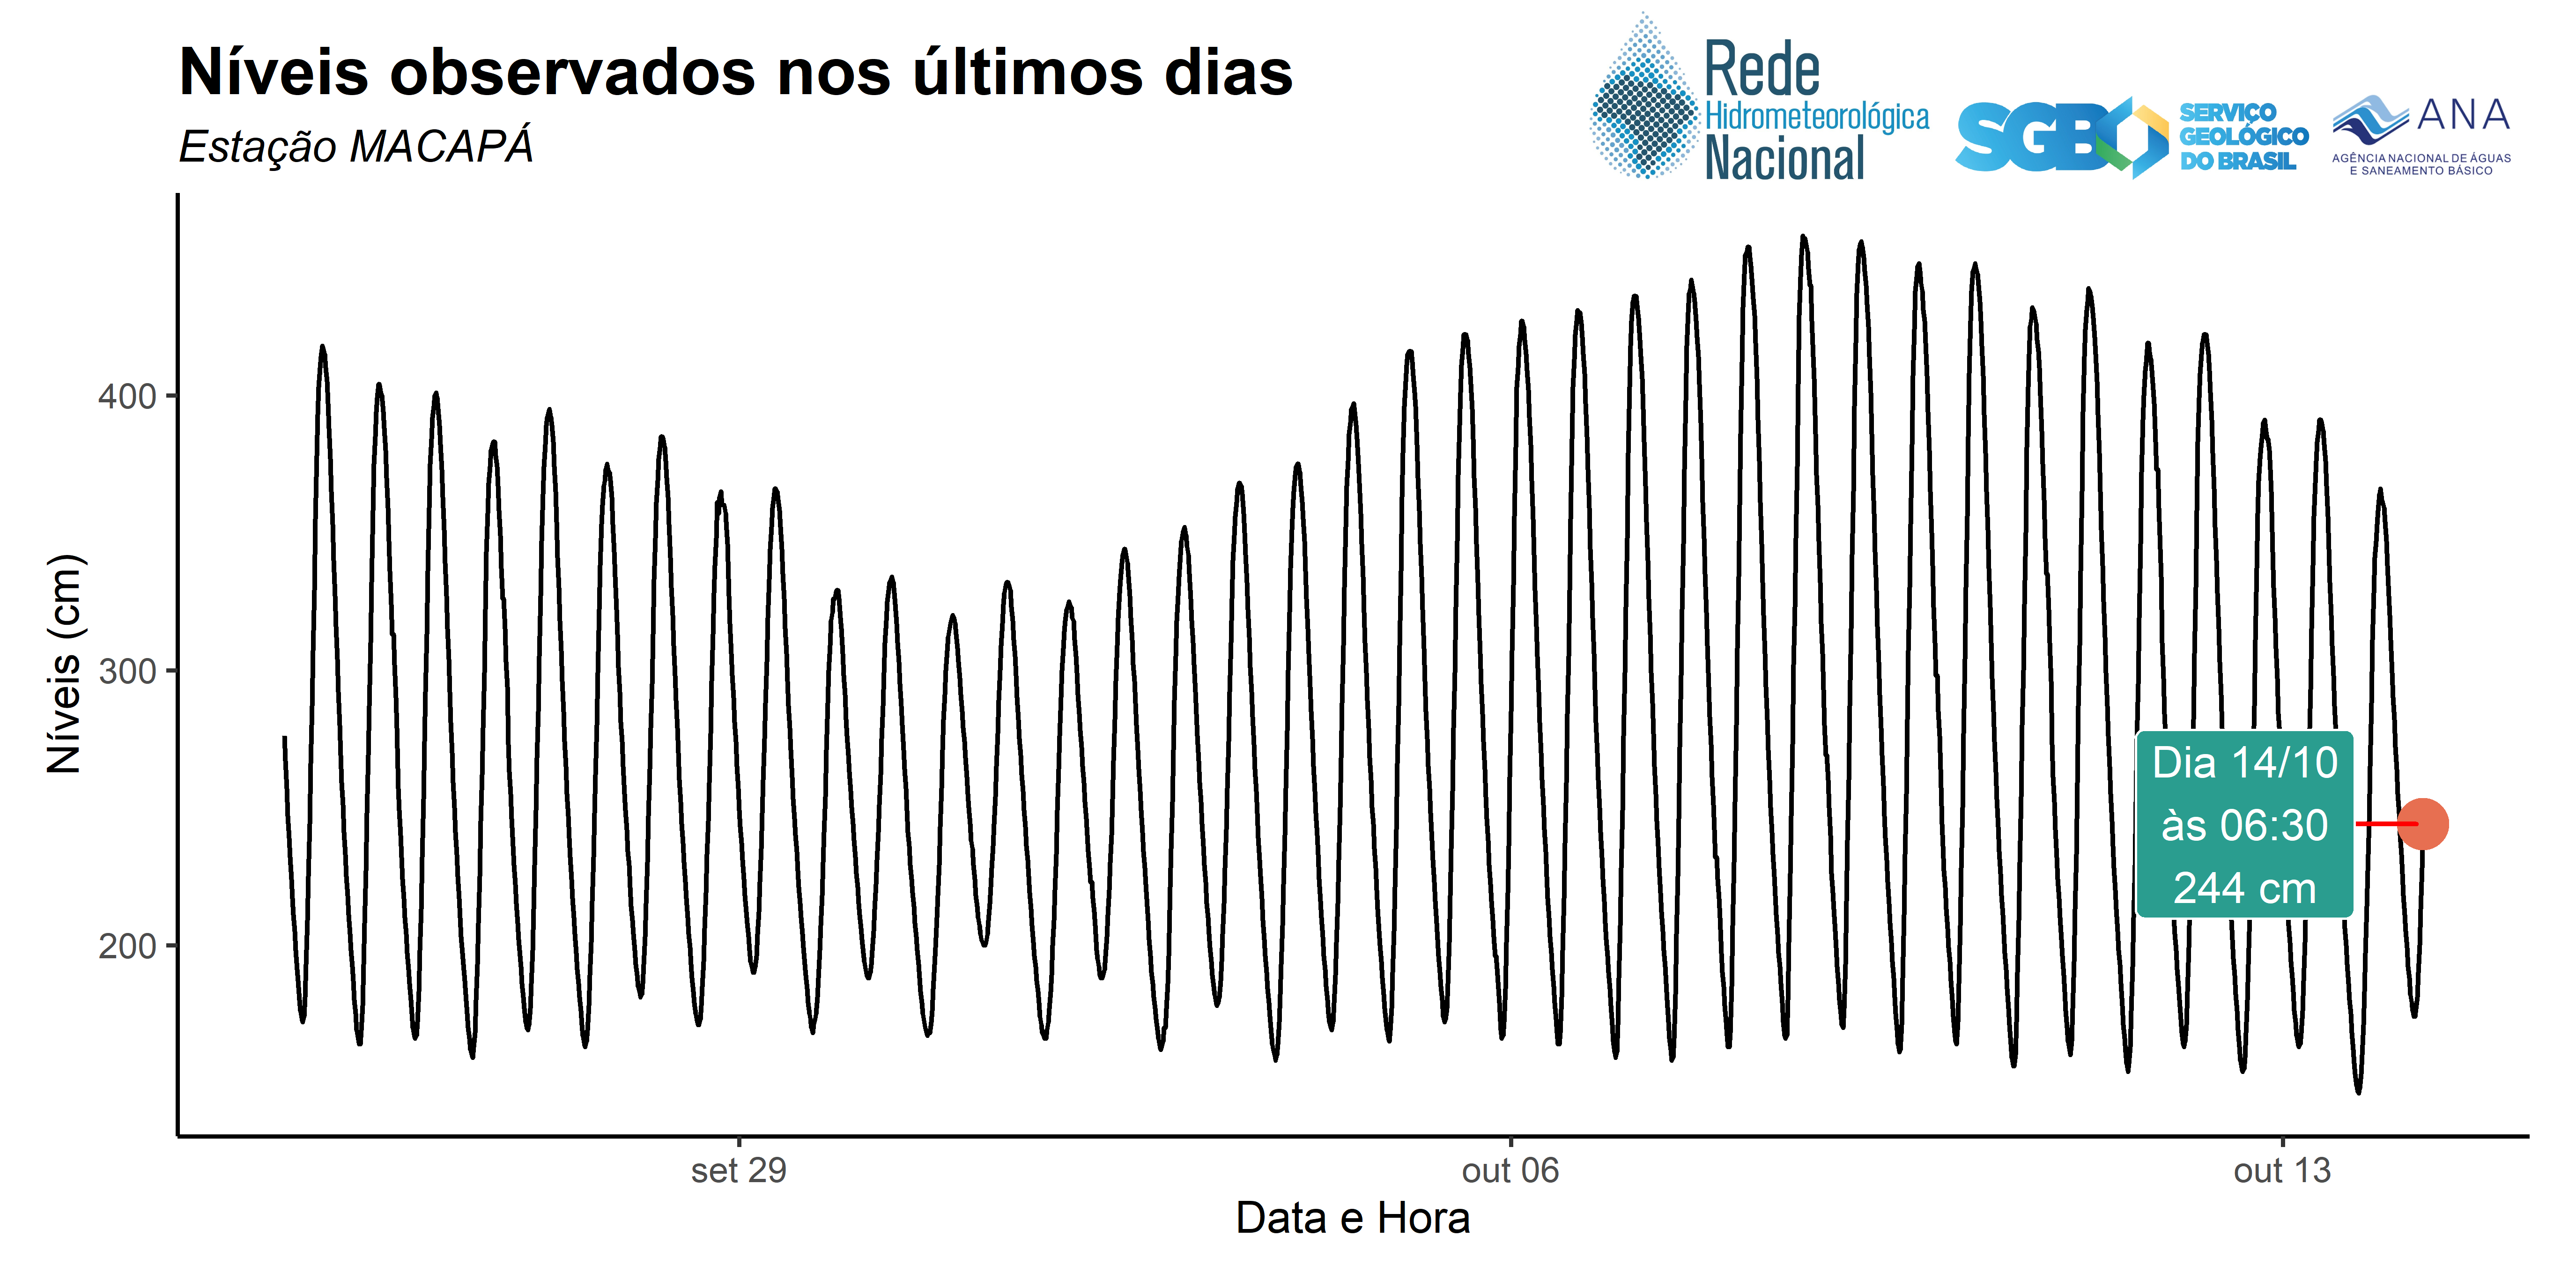 Níveis observados nos últimos dias
Estação MACAPÁ
Rede
Hidrometeorológica
Nacional
SGB
SERVIÇO
GEOLÓGICO
DO BRASIL
ANA
AGÊNCIA NACIONAL DE ÁGUAS
E SANEAMENTO BÁSICO
Níveis (cm)
400
300
200
Dia 14/10
às 06:30
244 cm
set 29
out 06
out 13
Data e Hora